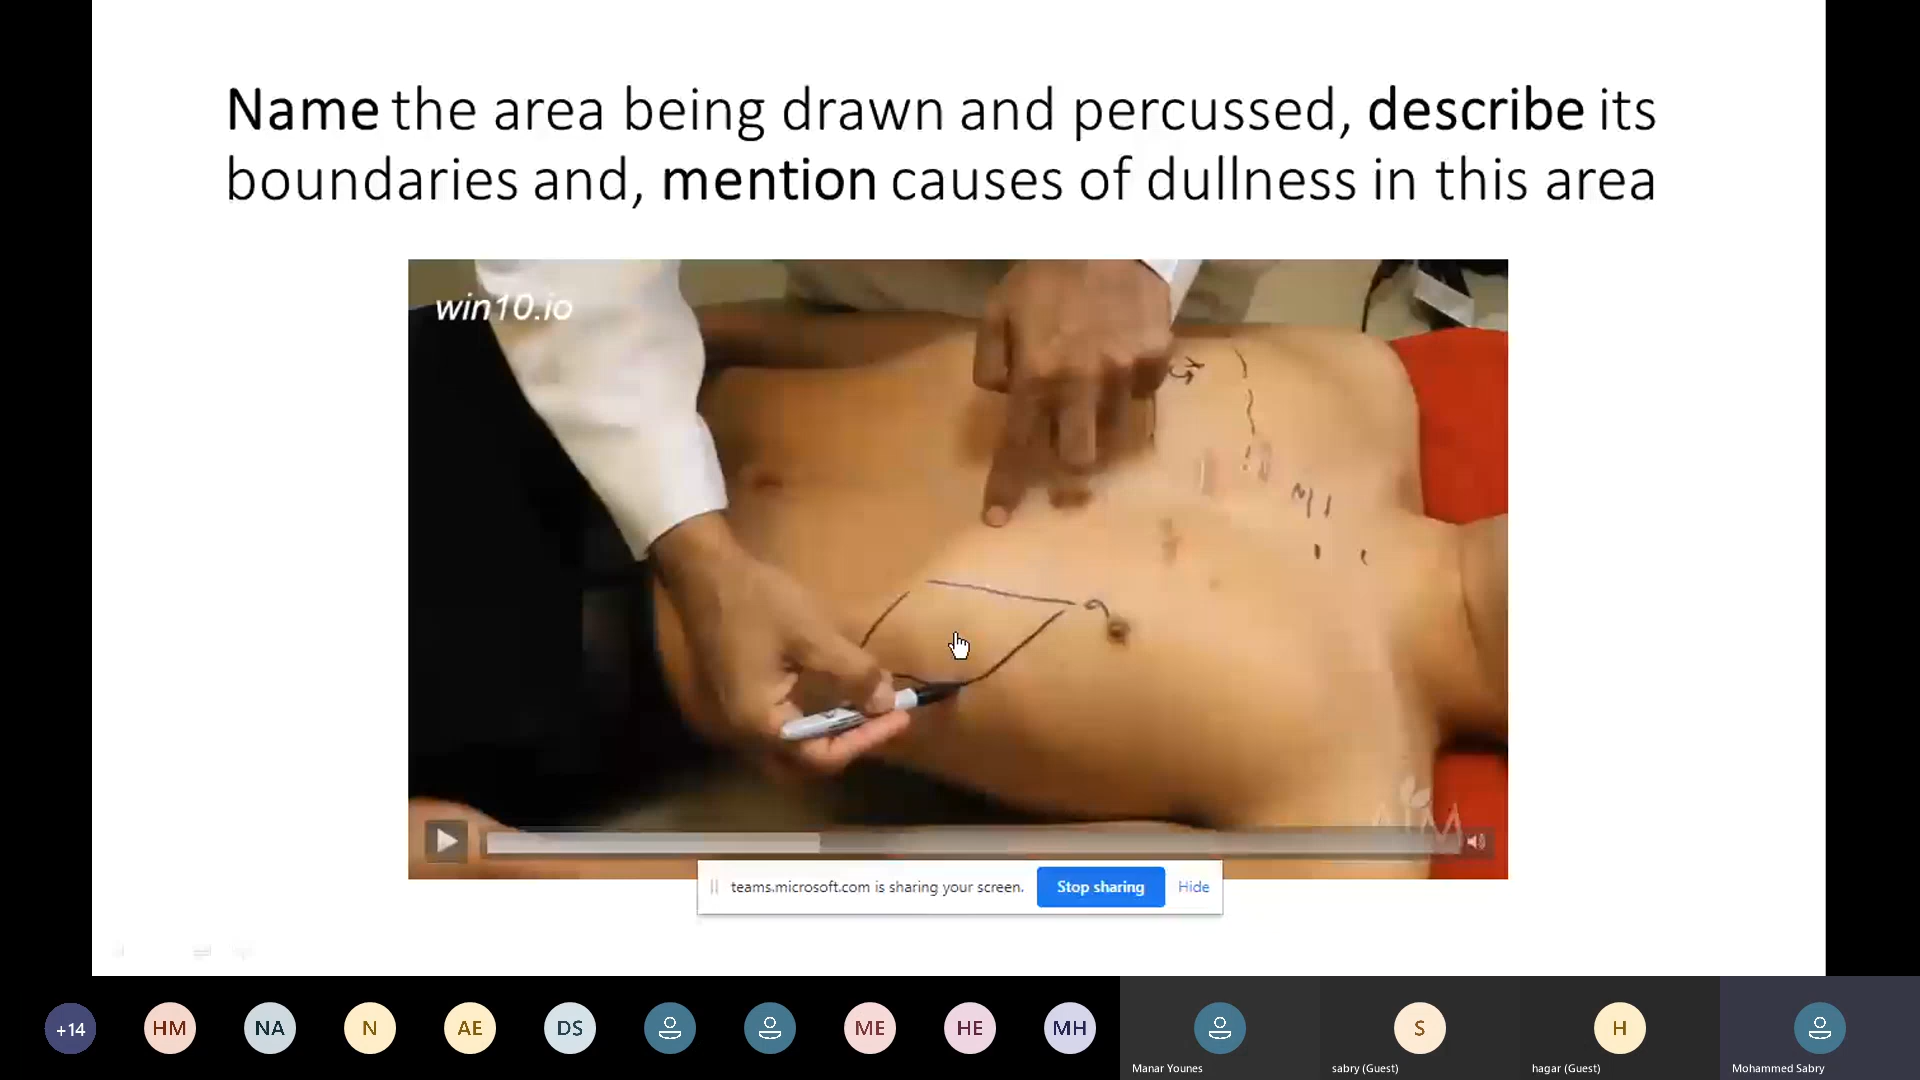 Name the area being drawn and percussed, describe its
boundaries and, mention causes of dullness in this area
win10.io
AIM
teams.microsoft.com is sharing your screen.
Stop sharing
Hide
+14
HM
NA
N
AE
DS
ME
HE
MH
S
H
Manar Younes
sabry (Guest)
hagar (Guest)
Mohammed Sabry